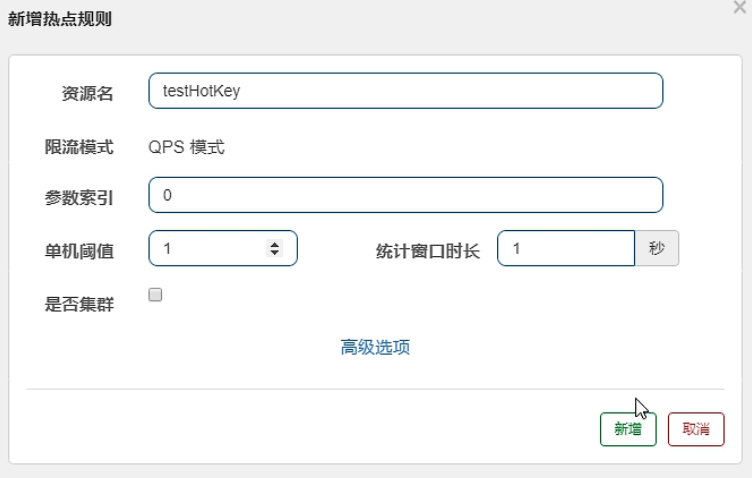 新增热点规则
×
资源名 testHotKey
限流模式 QPS 模式
参数索引 0
单机阈值 1 统计窗口时长 1 秒
是否集群
高级选项
新增 取消